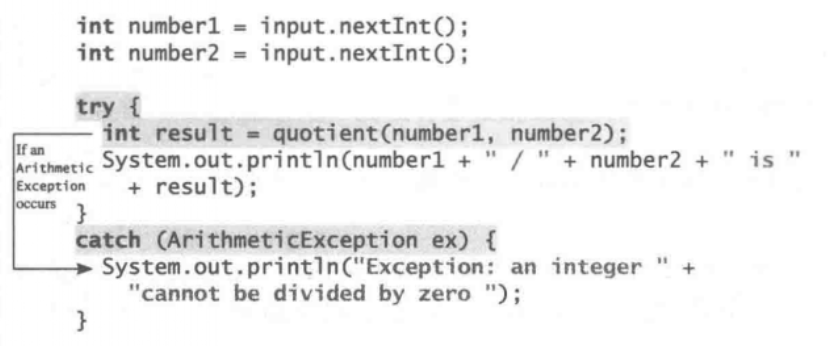 int number1 = input.nextInt();
int number2 = input.nextInt();
try {
int result = quotient(number1, number2);
System.out.println(number1 + " / " + number2 + " is "
+ result);
}
If an
Arithmetic
Exception
occurs
catch (ArithmeticException ex) {
System.out.println("Exception: an integer " +
"cannot be divided by zero ");
}